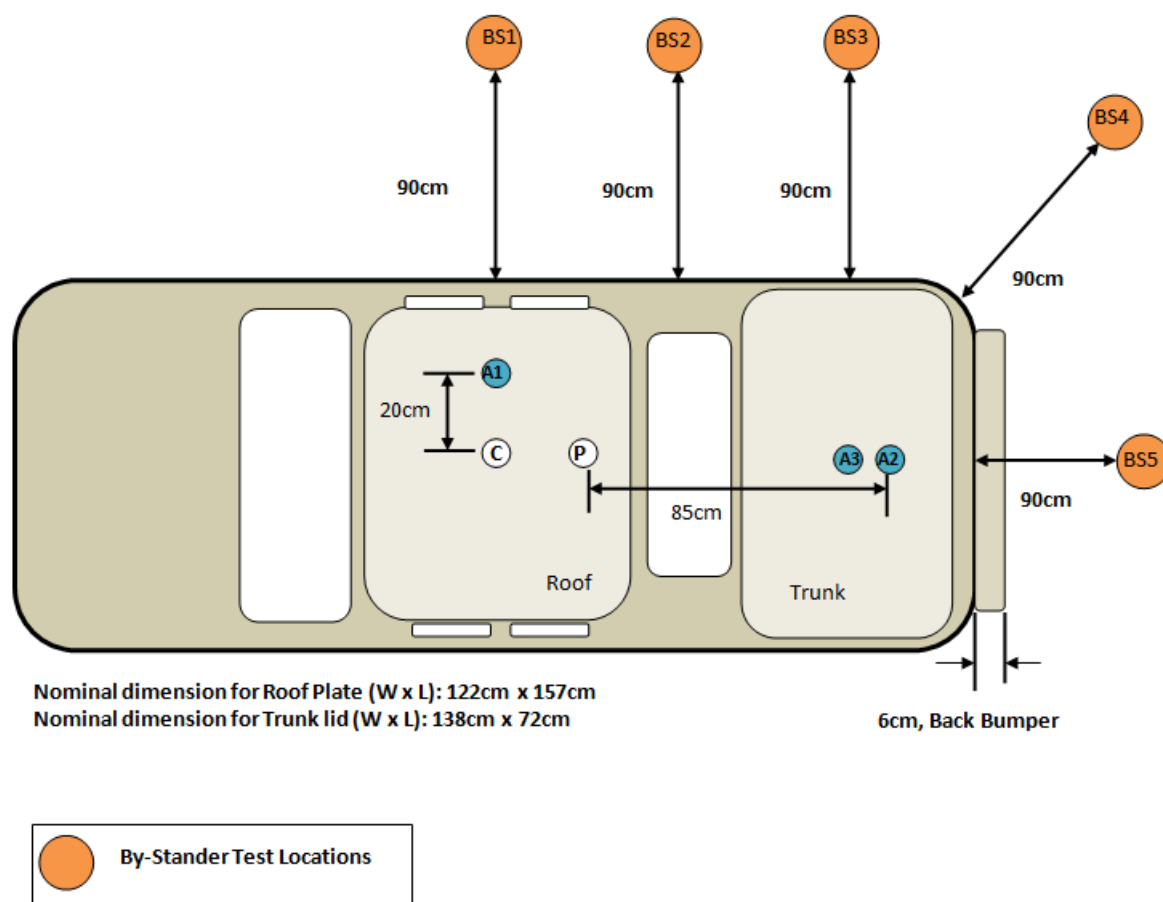 BS1
BS2
BS3
BS4
90cm
90cm
90cm
90cm
A1
20cm
C
P
A3
A2
BS5
90cm
85cm
Roof
Trunk
Nominal dimension for Roof Plate (W x L): 122cm x 157cm
Nominal dimension for Trunk lid (W x L): 138cm x 72cm
6cm, Back Bumper
By-Stander Test Locations